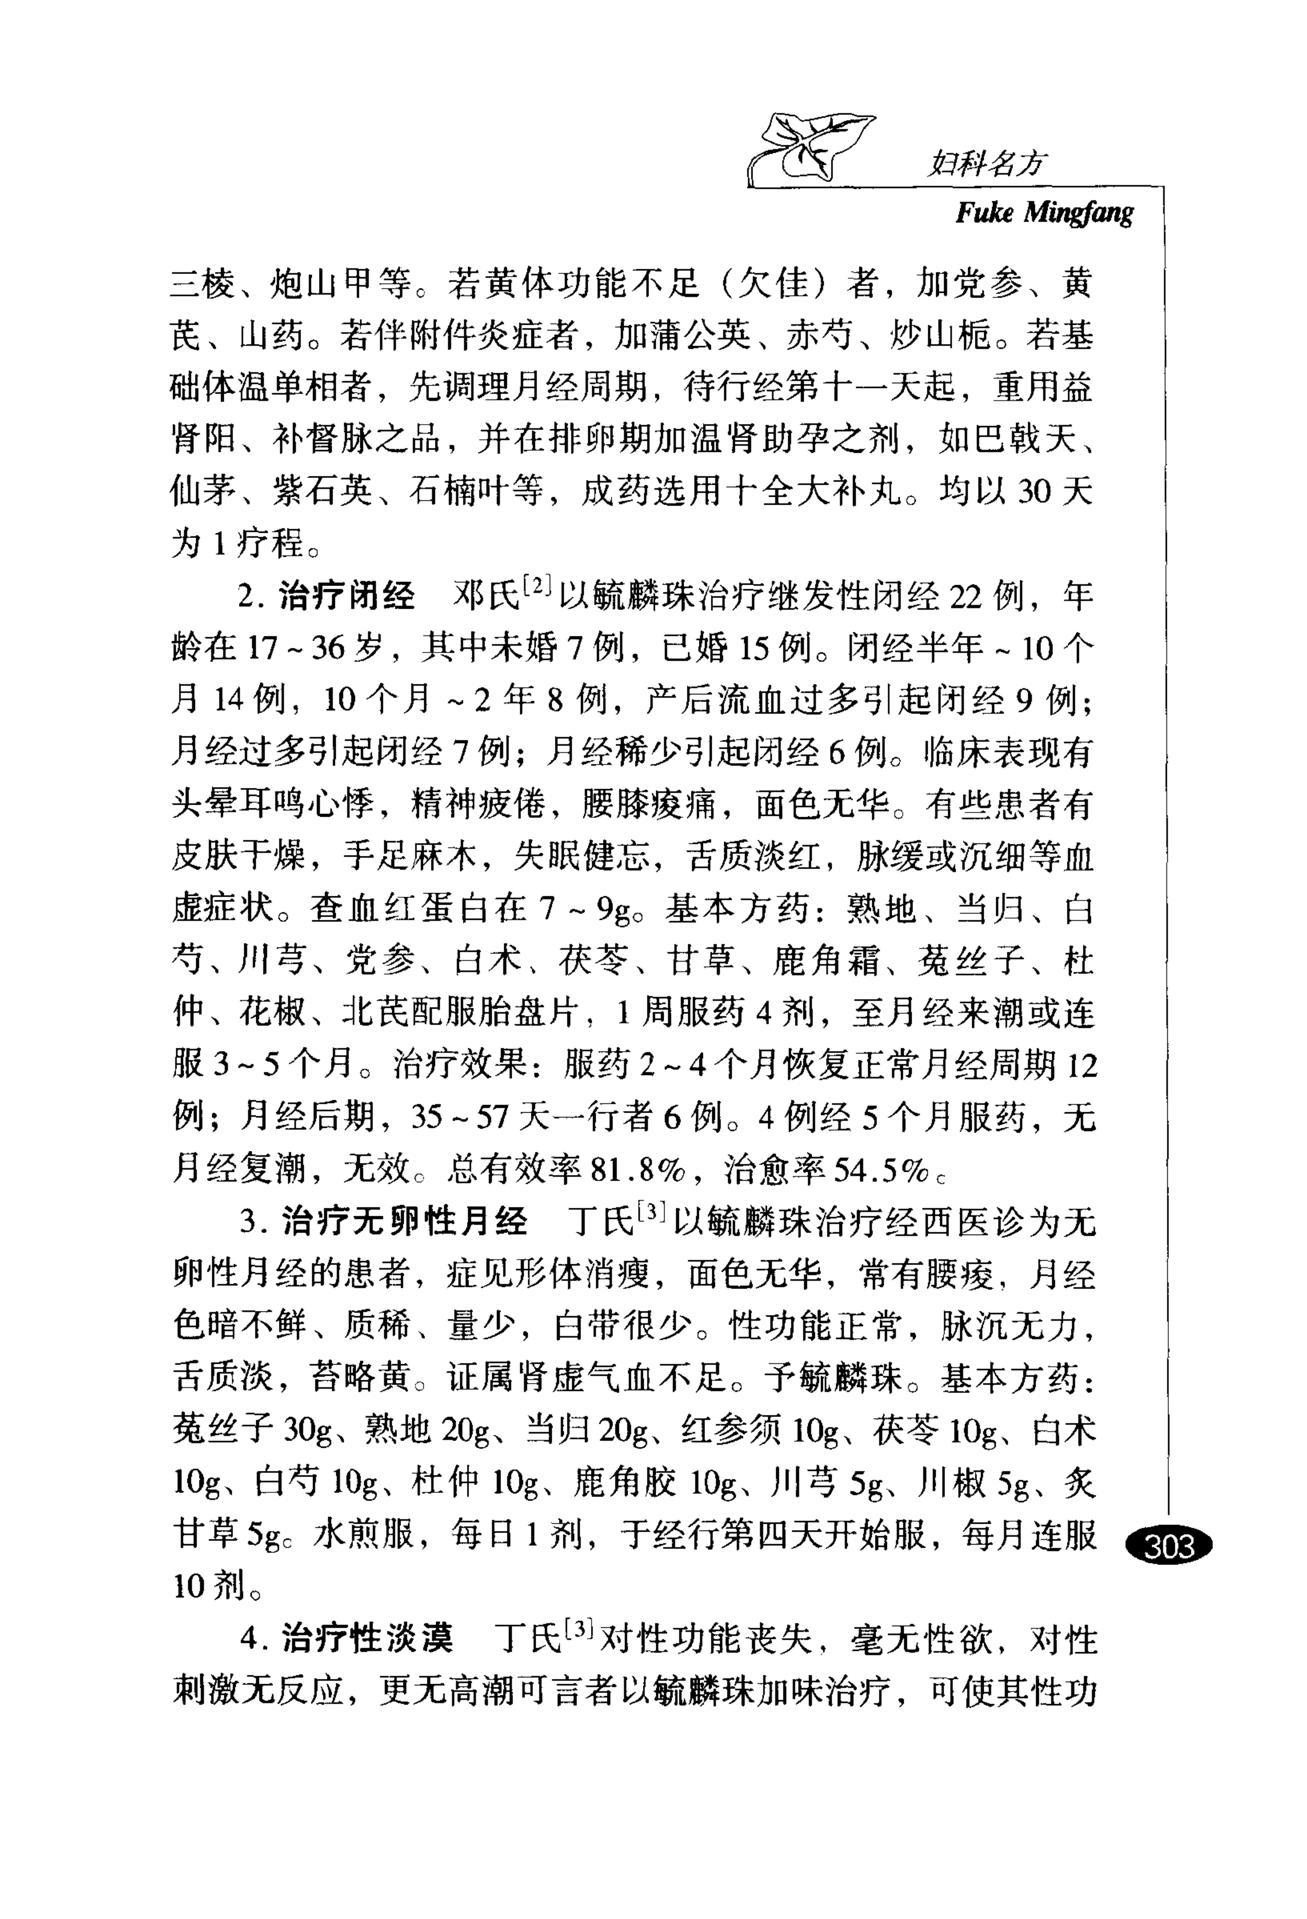 妇科名方
Fuke Mingfang
三棱、炮山甲等。若黄体功能不足（欠佳）者，加党参、黄
芪、山药。若伴附件炎症者，加蒲公英、赤芍、炒山栀。若基
础体温单相者，先调理月经周期，待行经第十一天起，重用益
肾阳、补督脉之品，并在排卵期加温肾助孕之剂，如巴戟天、
仙茅、紫石英、石楠叶等，成药选用十全大补丸。均以 30 天
为 1 疗程。
2. 治疗闭经　邓氏[2]以毓麟珠治疗继发性闭经 22 例，年
龄在 17～36 岁，其中未婚 7 例，已婚 15 例。闭经半年～10 个
月 14 例，10 个月～2 年 8 例，产后流血过多引起闭经 9 例；
月经过多引起闭经 7 例；月经稀少引起闭经 6 例。临床表现有
头晕耳鸣心悸，精神疲倦，腰膝痠痛，面色无华。有些患者有
皮肤干燥，手足麻木，失眠健忘，舌质淡红，脉缓或沉细等血
虚症状。查血红蛋白在 7～9g。基本方药：熟地、当归、白
芍、川芎、党参、白术、茯苓、甘草、鹿角霜、菟丝子、杜
仲、花椒、北芪配服胎盘片，1 周服药 4 剂，至月经来潮或连
服 3～5 个月。治疗效果：服药 2～4 个月恢复正常月经周期 12
例；月经后期，35～57 天一行者 6 例。4 例经 5 个月服药，无
月经复潮，无效。总有效率 81.8%，治愈率 54.5%。
3. 治疗无卵性月经　丁氏[3]以毓麟珠治疗经西医诊为无
卵性月经的患者，症见形体消瘦，面色无华，常有腰痠，月经
色暗不鲜、质稀、量少，白带很少。性功能正常，脉沉无力，
舌质淡，苔略黄。证属肾虚气血不足。予毓麟珠。基本方药：
菟丝子 30g、熟地 20g、当归 20g、红参须 10g、茯苓 10g、白术
10g、白芍 10g、杜仲 10g、鹿角胶 10g、川芎 5g、川椒 5g、炙
甘草 5g。水煎服，每日 1 剂，于经行第四天开始服，每月连服
10 剂。
303
4. 治疗性淡漠　丁氏[3]对性功能丧失，毫无性欲，对性
刺激无反应，更无高潮可言者以毓麟珠加味治疗，可使其性功